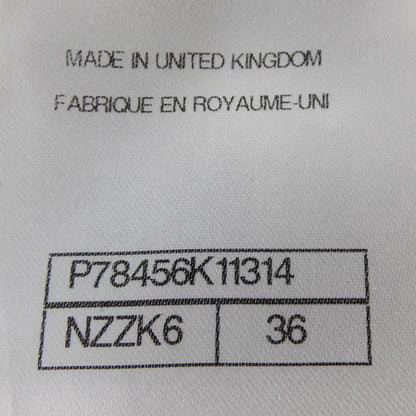 MADE IN UNITED KINGDOM
FABRIQUE EN ROYAUME-UNI
P78456K11314
NZZK6 36